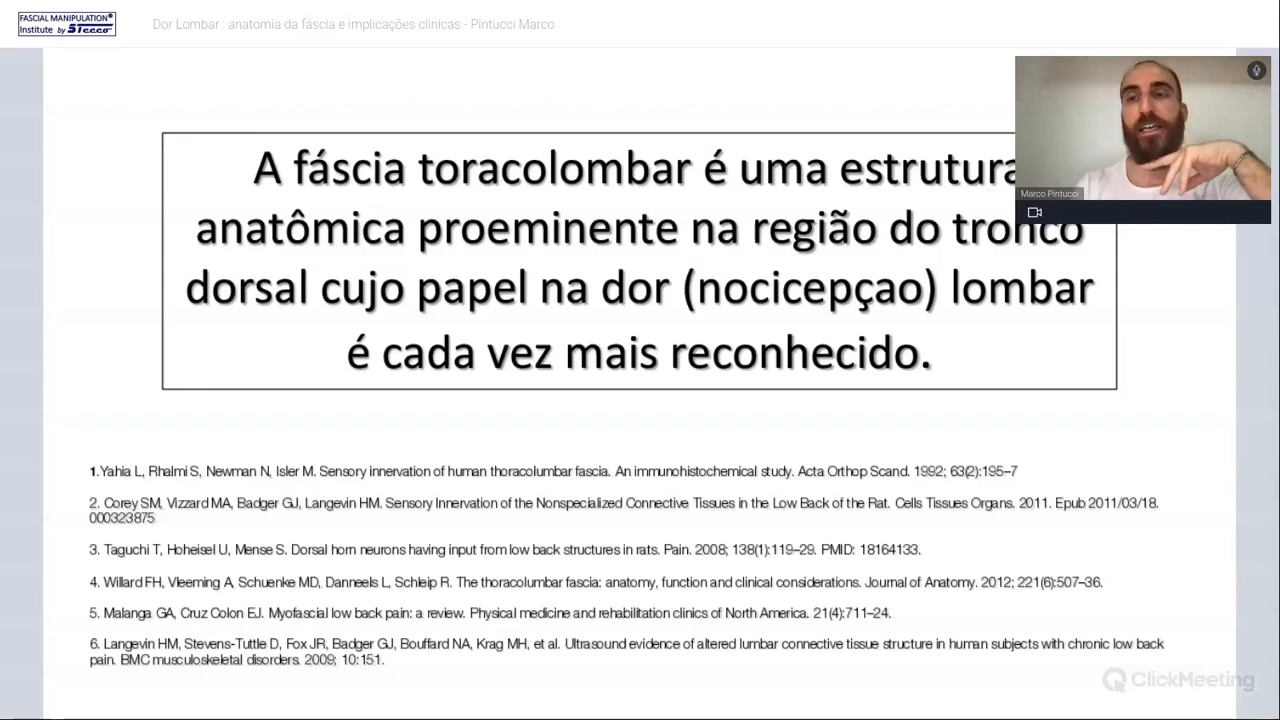 FASCIAL MANIPULATION®
Institute by Stecco
Dor Lombar : anatomia da fáscia e implicações clinicas - Pintucci Marco
A fáscia toracolombar é uma estrutura
anatômica proeminente na região do tronco
dorsal cujo papel na dor (nocicepçao) lombar
é cada vez mais reconhecido.
Marco Pintucci
1.Yahia L, Rhalmi S, Newman N, Isler M. Sensory innervation of human thoracolumbar fascia. An immunohistochemical study. Acta Orthop Scand. 1992; 63(2):195–7
2. Corey SM, Vizzard MA, Badger GJ, Langevin HM. Sensory Innervation of the Nonspecialized Connective Tissues in the Low Back of the Rat. Cells Tissues Organs. 2011. Epub 2011/03/18.
000323875
3. Taguchi T, Hoheisel U, Mense S. Dorsal horn neurons having input from low back structures in rats. Pain. 2008; 138(1):119–29. PMID: 18164133.
4. Willard FH, Vleeming A, Schuenke MD, Danneels L, Schleip R. The thoracolumbar fascia: anatomy, function and clinical considerations. Journal of Anatomy. 2012; 221(6):507–36.
5. Malanga GA, Cruz Colon EJ. Myofascial low back pain: a review. Physical medicine and rehabilitation clinics of North America. 21(4):711–24.
6. Langevin HM, Stevens-Tuttle D, Fox JR, Badger GJ, Bouffard NA, Krag MH, et al. Ultrasound evidence of altered lumbar connective tissue structure in human subjects with chronic low back
pain. BMC musculoskeletal disorders. 2009; 10:151.
ClickMeeting